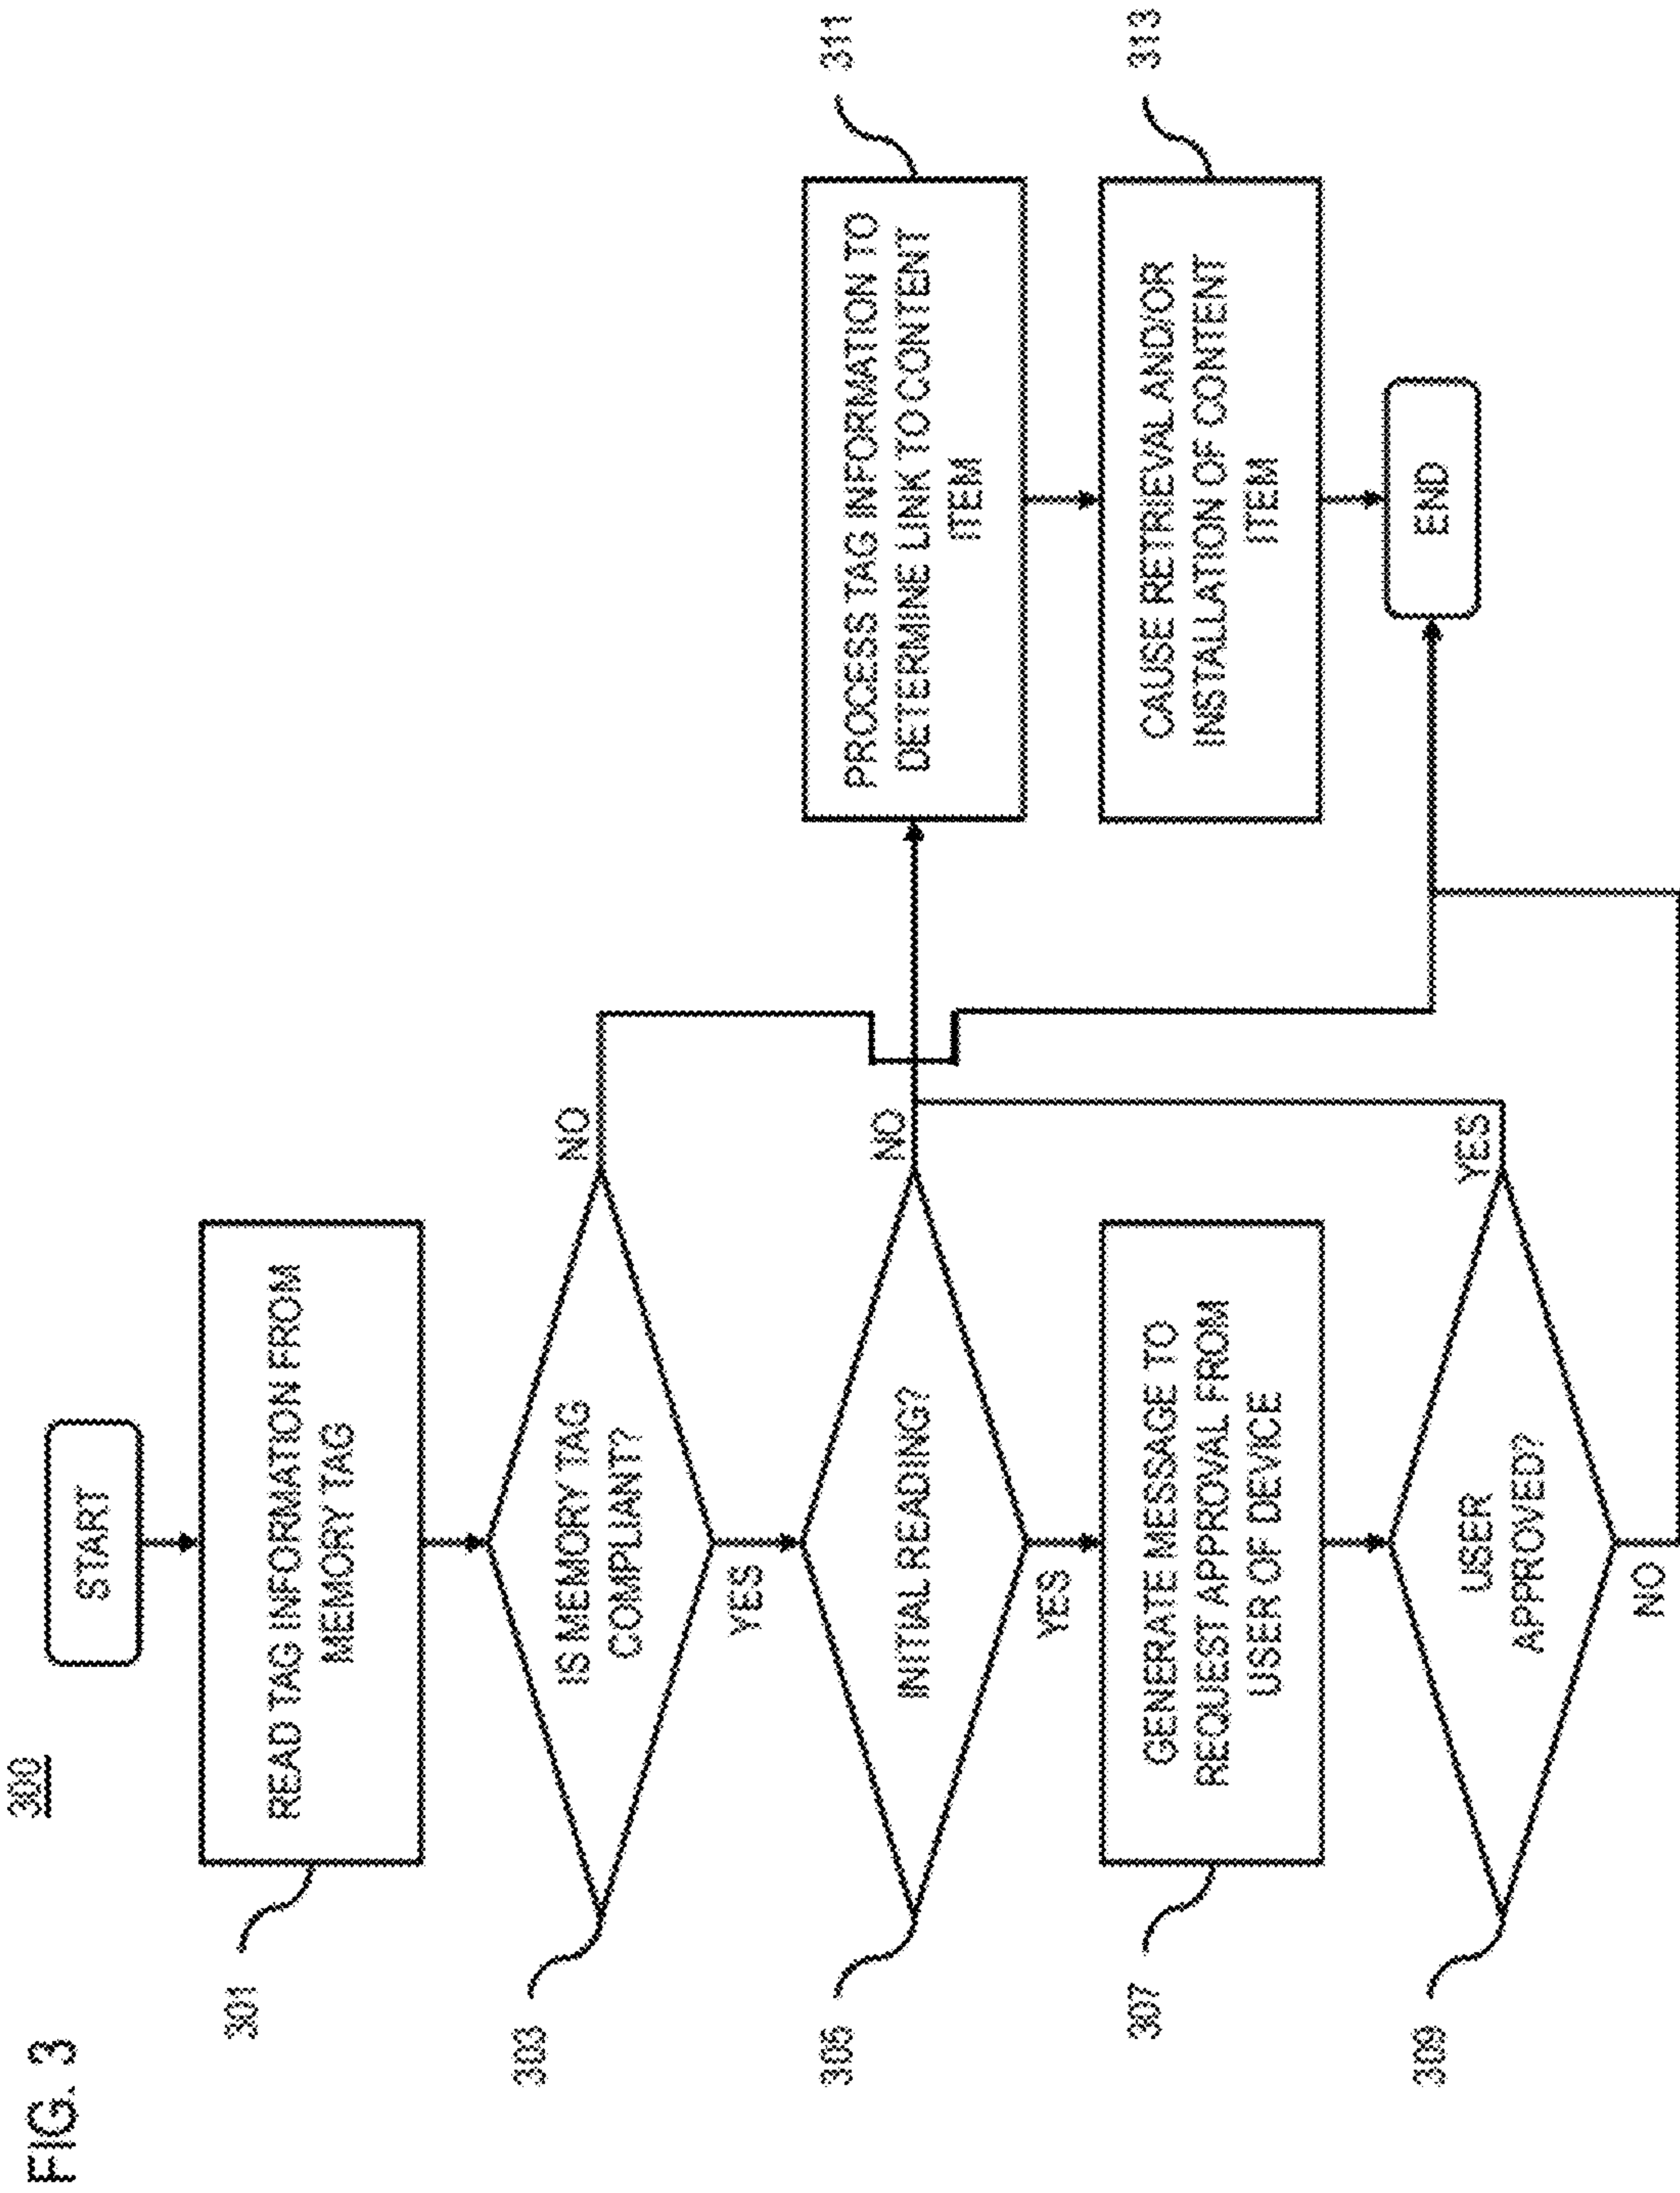 FIG. 3
300
START
READ TAG INFORMATION FROM
MEMORY TAG
301
IS MEMORY TAG
COMPLIANT?
303
NO
YES
INITIAL READING?
305
NO
YES
GENERATE MESSAGE TO
REQUEST APPROVAL FROM
USER OF DEVICE
307
USER
APPROVED?
309
YES
NO
PROCESS TAG INFORMATION TO
DETERMINE LINK TO CONTENT
ITEM
311
CAUSE RETRIEVAL AND/OR
INSTALLATION OF CONTENT
ITEM
313
END